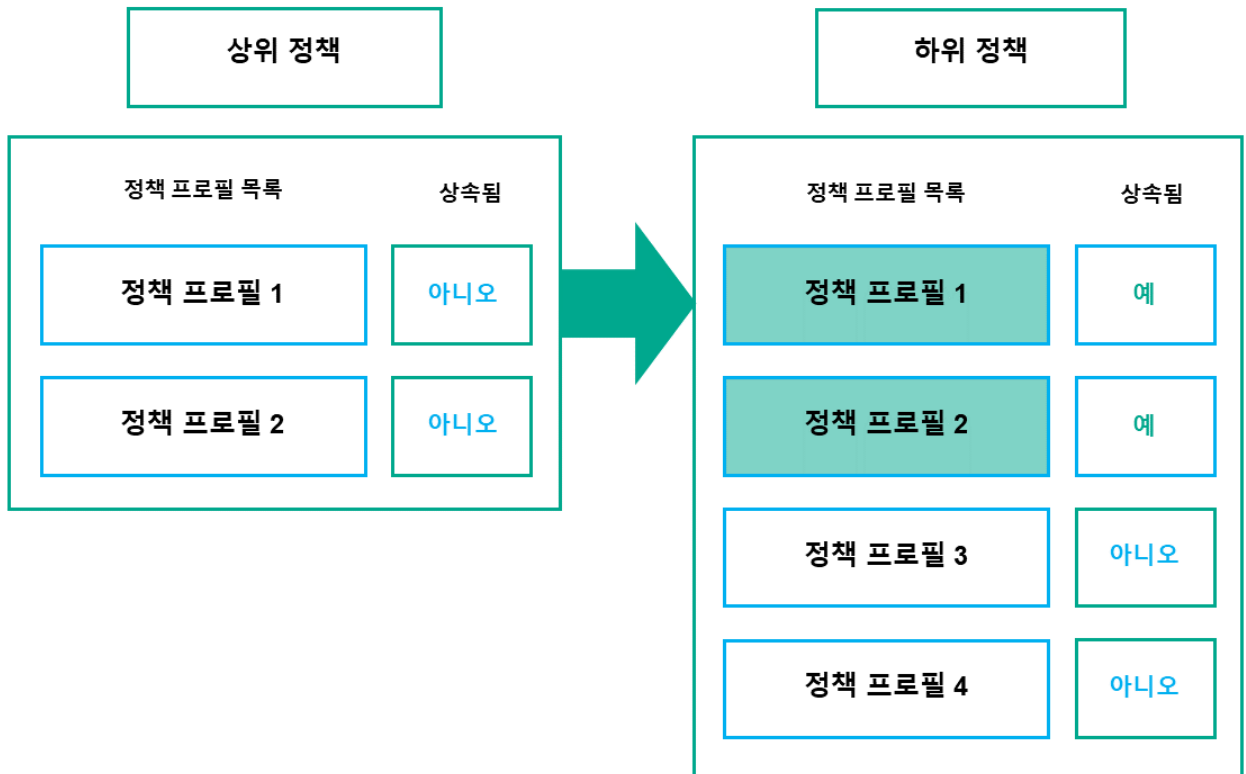 상위 정책
하위 정책
정책 프로필 목록
상속됨
정책 프로필 1
아니오
정책 프로필 2
아니오
정책 프로필 목록
상속됨
정책 프로필 1
예
정책 프로필 2
예
정책 프로필 3
아니오
정책 프로필 4
아니오